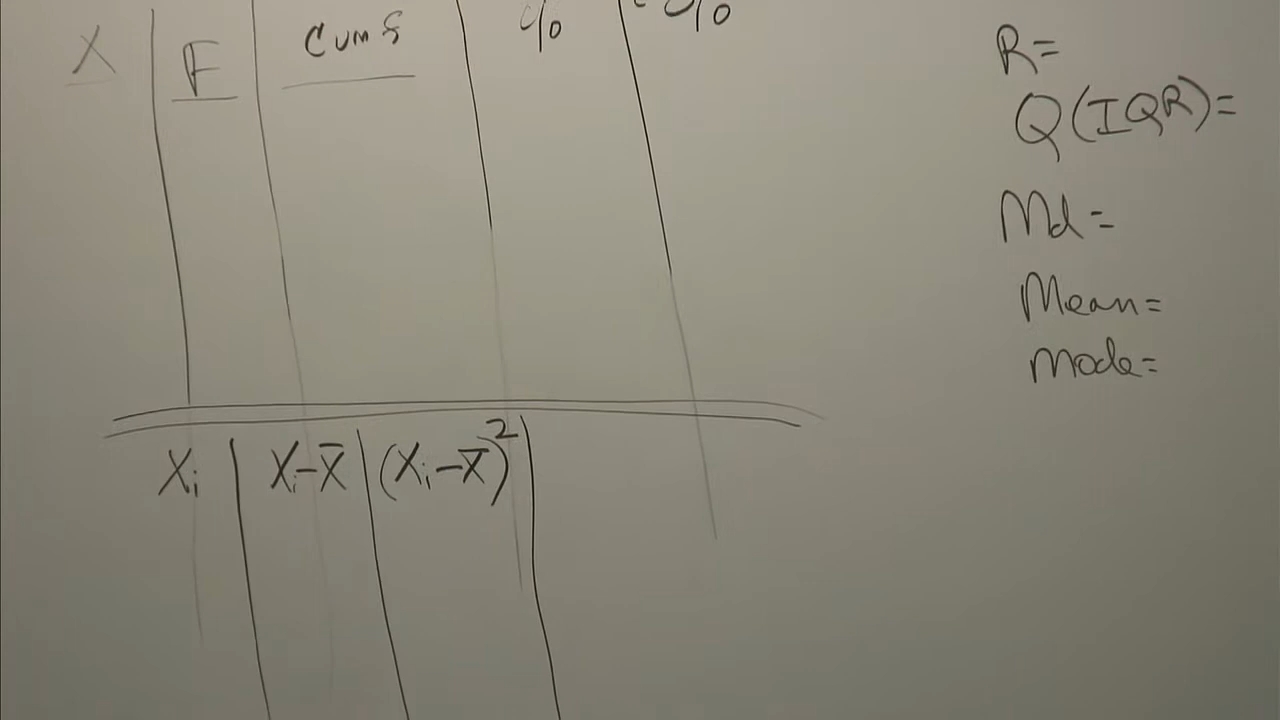 X F Cum f % c%
R=
Q(IQR)=
Md=
Mean=
Mode=
Xi Xi-X̄ (Xi-X̄)²